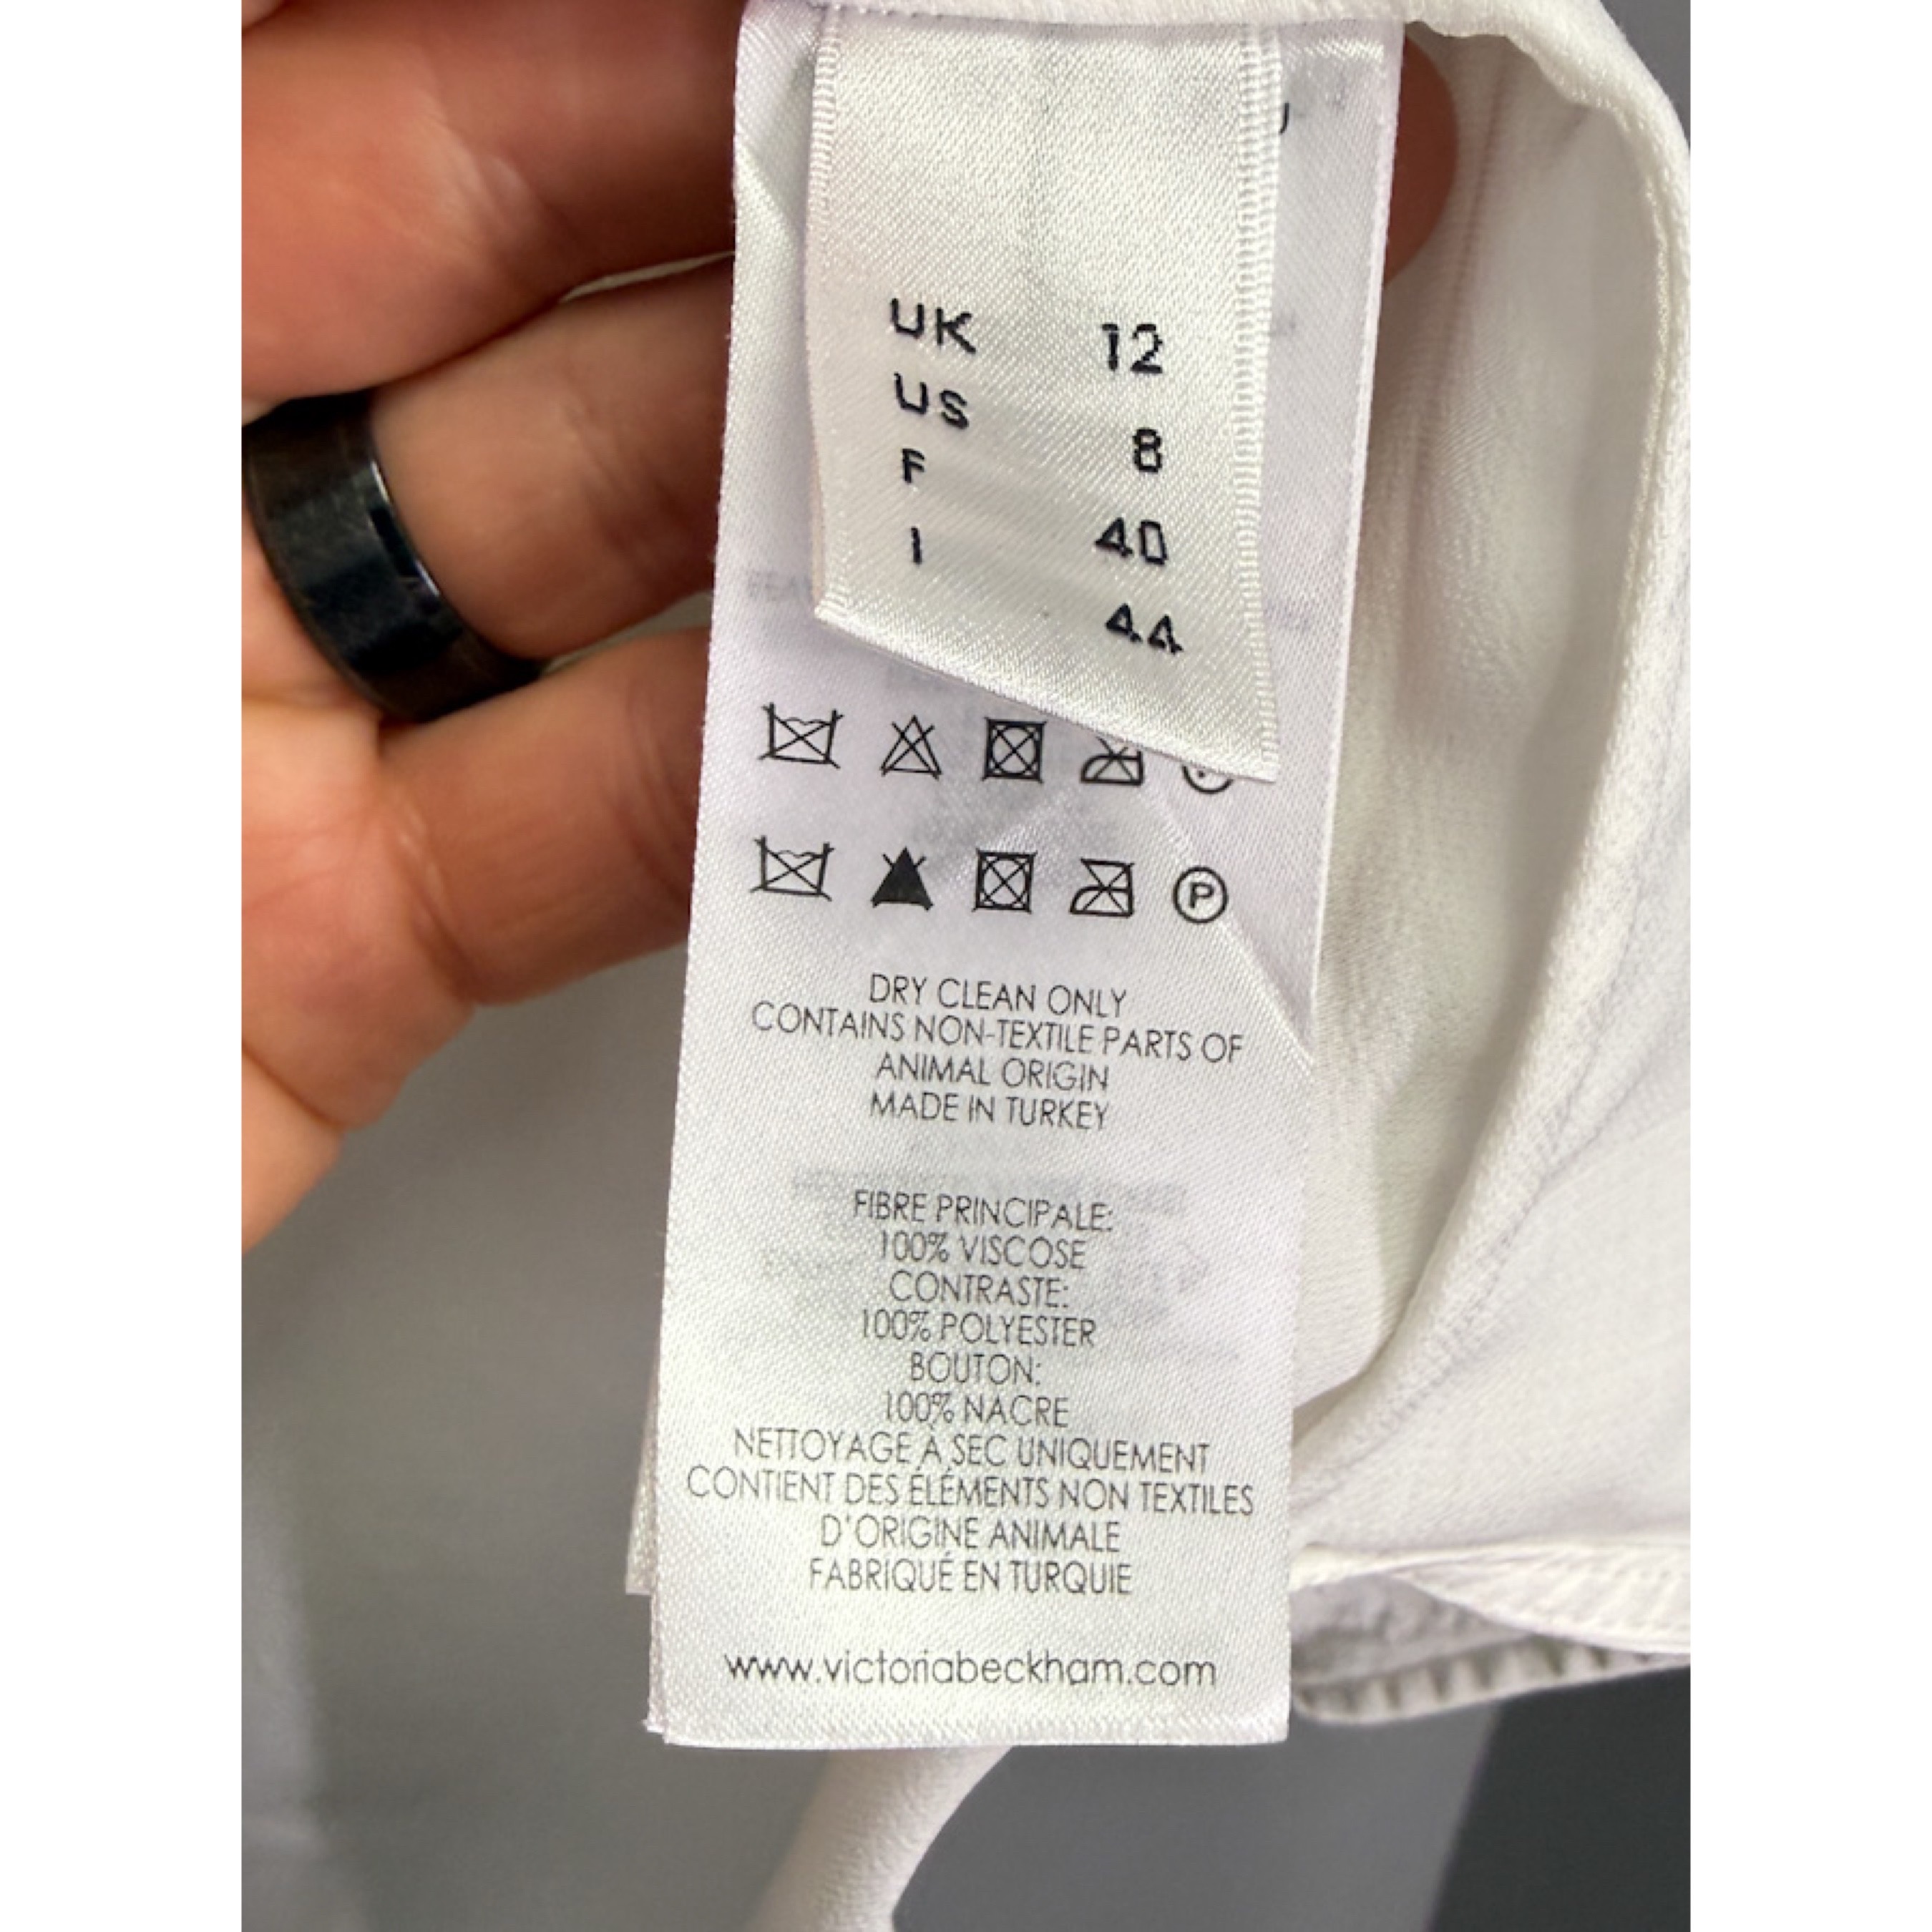 UK 12
US 8
F 40
I 44
P
DRY CLEAN ONLY
CONTAINS NON-TEXTILE PARTS OF
ANIMAL ORIGIN
MADE IN TURKEY
FIBRE PRINCIPALE:
100% VISCOSE
CONTRASTE:
100% POLYESTER
BOUTON:
100% NACRE
NETTOYAGE À SEC UNIQUEMENT
CONTIENT DES ÉLÉMENTS NON TEXTILES
D'ORIGINE ANIMALE
FABRIQUÉ EN TURQUIE
www.victoriabeckham.com